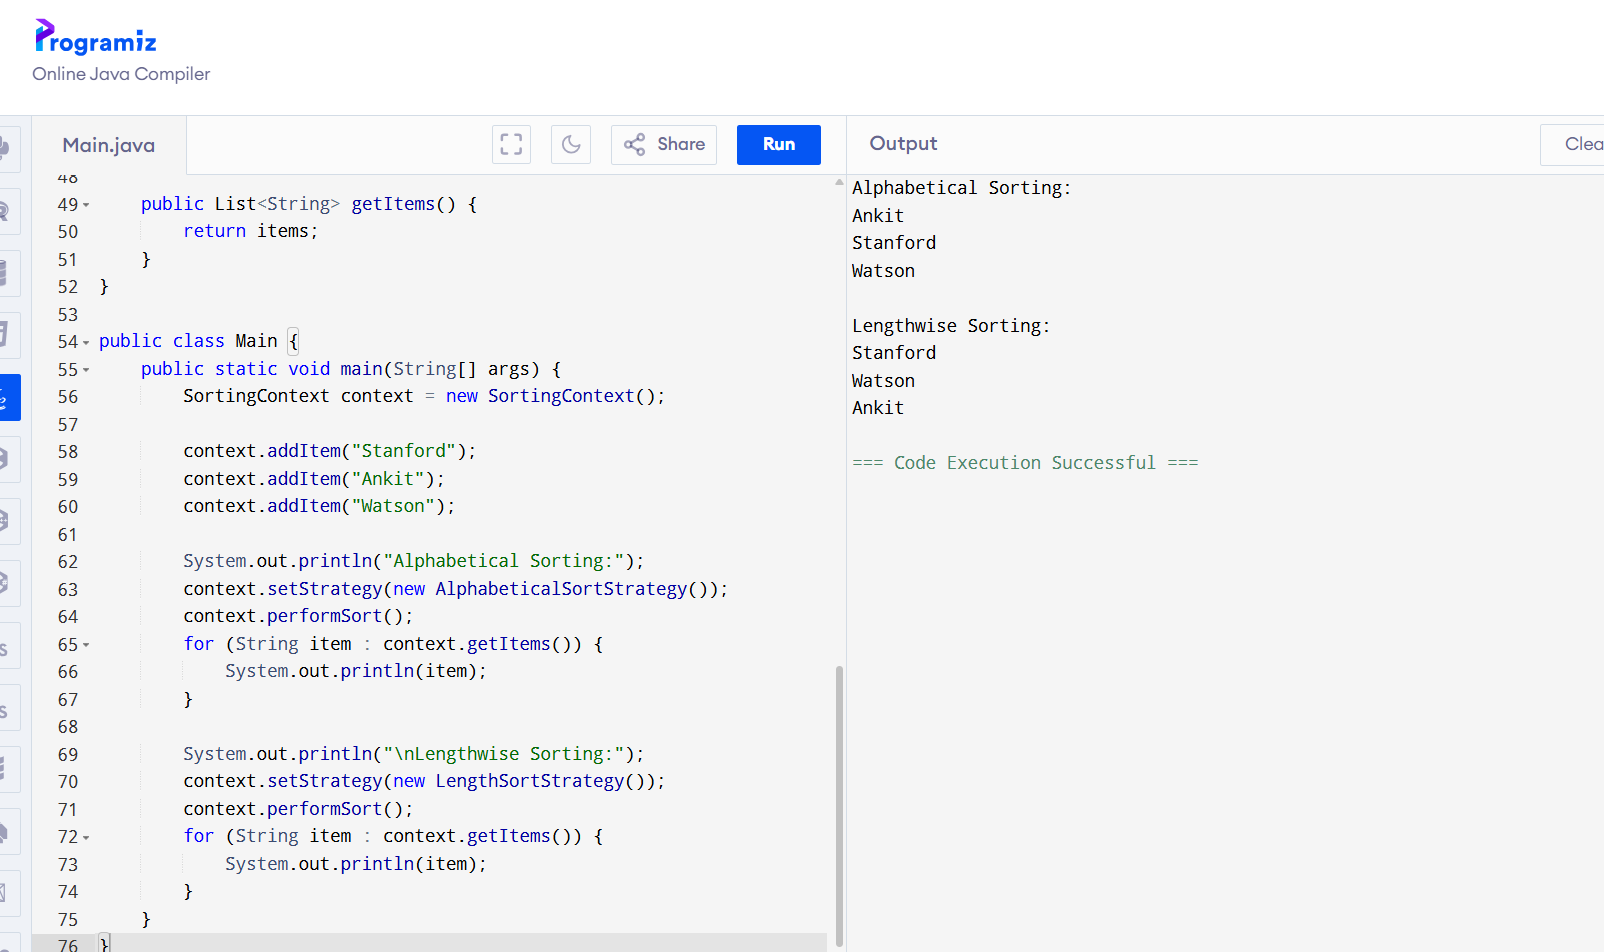 Programiz
Online Java Compiler
Main.java
Share
Run
Output
Clea
48
49     public List<String> getItems() {
50         return items;
51     }
52 }
53
54 public class Main {
55     public static void main(String[] args) {
56         SortingContext context = new SortingContext();
57
58         context.addItem("Stanford");
59         context.addItem("Ankit");
60         context.addItem("Watson");
61
62         System.out.println("Alphabetical Sorting:");
63         context.setStrategy(new AlphabeticalSortStrategy());
64         context.performSort();
65         for (String item : context.getItems()) {
66             System.out.println(item);
67         }
68
69         System.out.println("\nLengthwise Sorting:");
70         context.setStrategy(new LengthSortStrategy());
71         context.performSort();
72         for (String item : context.getItems()) {
73             System.out.println(item);
74         }
75     }
76 }
Alphabetical Sorting:
Ankit
Stanford
Watson

Lengthwise Sorting:
Stanford
Watson
Ankit

=== Code Execution Successful ===